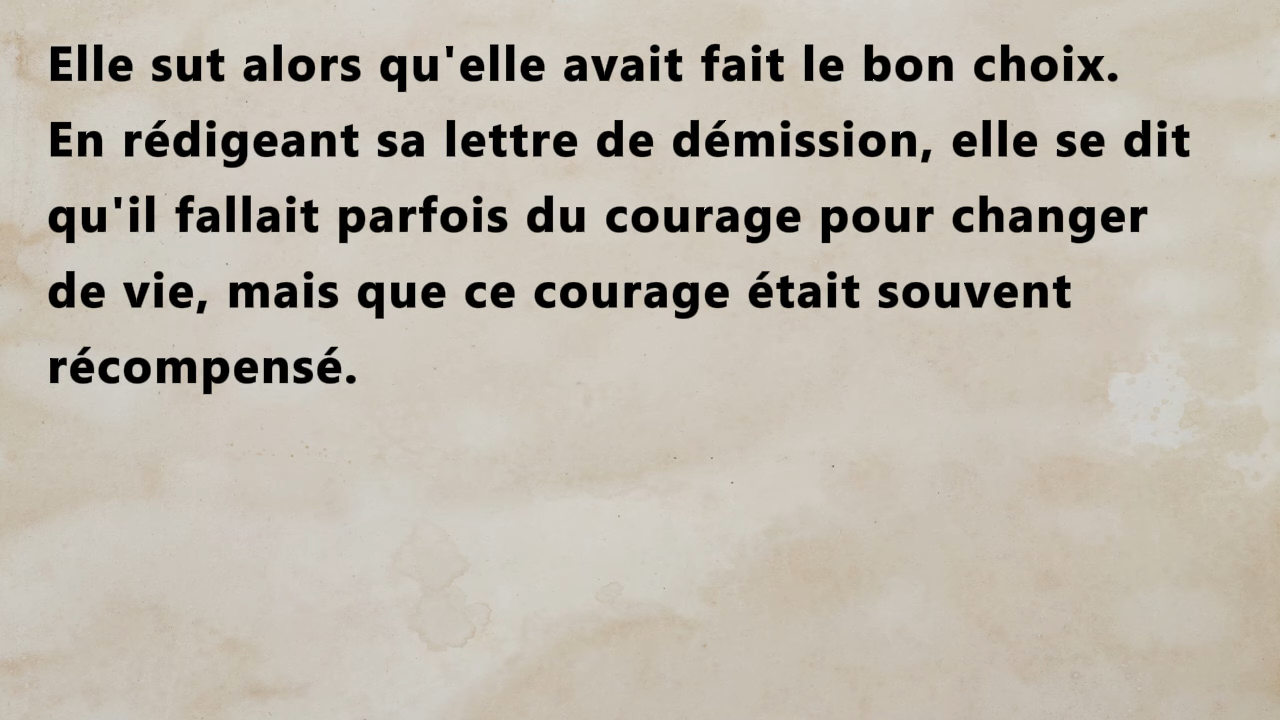 Elle sut alors qu'elle avait fait le bon choix.
En rédigeant sa lettre de démission, elle se dit
qu'il fallait parfois du courage pour changer
de vie, mais que ce courage était souvent
récompensé.